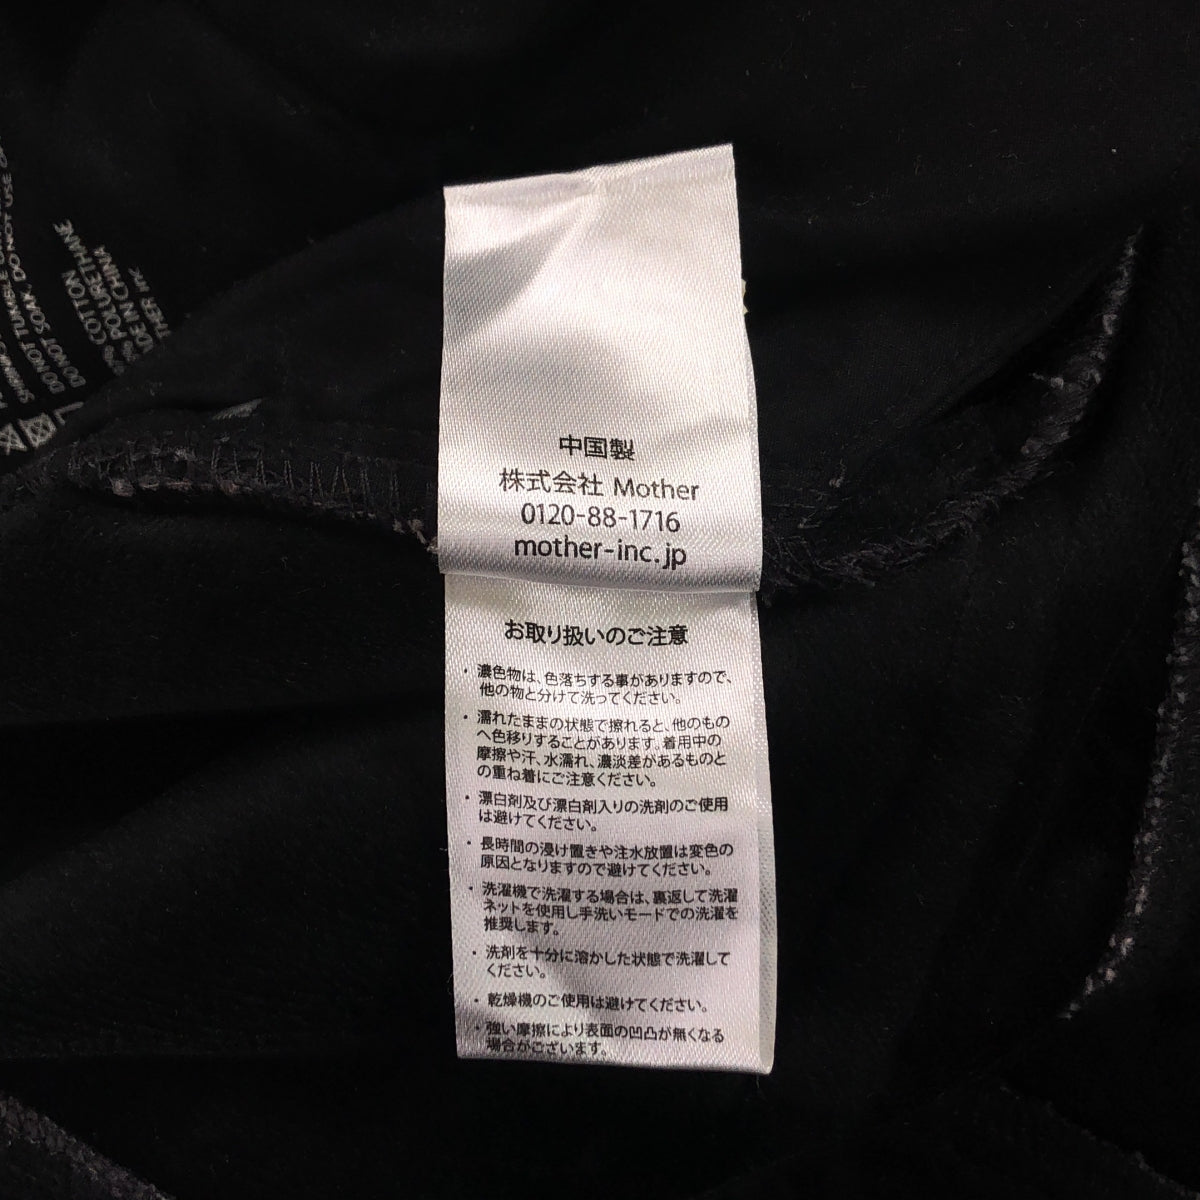 中国製
株式会社 Mother
0120-88-1716
mother-inc.jp
お取り扱いのご注意
・濃色物は、色落ちする事がありますので、
他の物と分けて洗ってください。
・濡れたままの状態で擦れると、他のもの
へ色移りすることがあります。着用中の
摩擦や汗、水濡れ、濃淡差があるものと
の重ね着にご注意ください。
・漂白剤及び漂白剤入りの洗剤のご使用
は避けてください。
・長時間の浸け置きや注水放置は変色の
原因となりますので避けてください。
・洗濯機で洗濯する場合は、裏返して洗濯
ネットを使用し手洗いモードでの洗濯を
推奨します。
・洗剤を十分に溶かした状態で洗濯して
ください。
・乾燥機のご使用は避けてください。
・強い摩擦により表面の凹凸が無くなる
場合がございます。
DO NOT SOAK, DO NOT USE
DO NOT
COTTON
POLURETHANE
IN CHINA